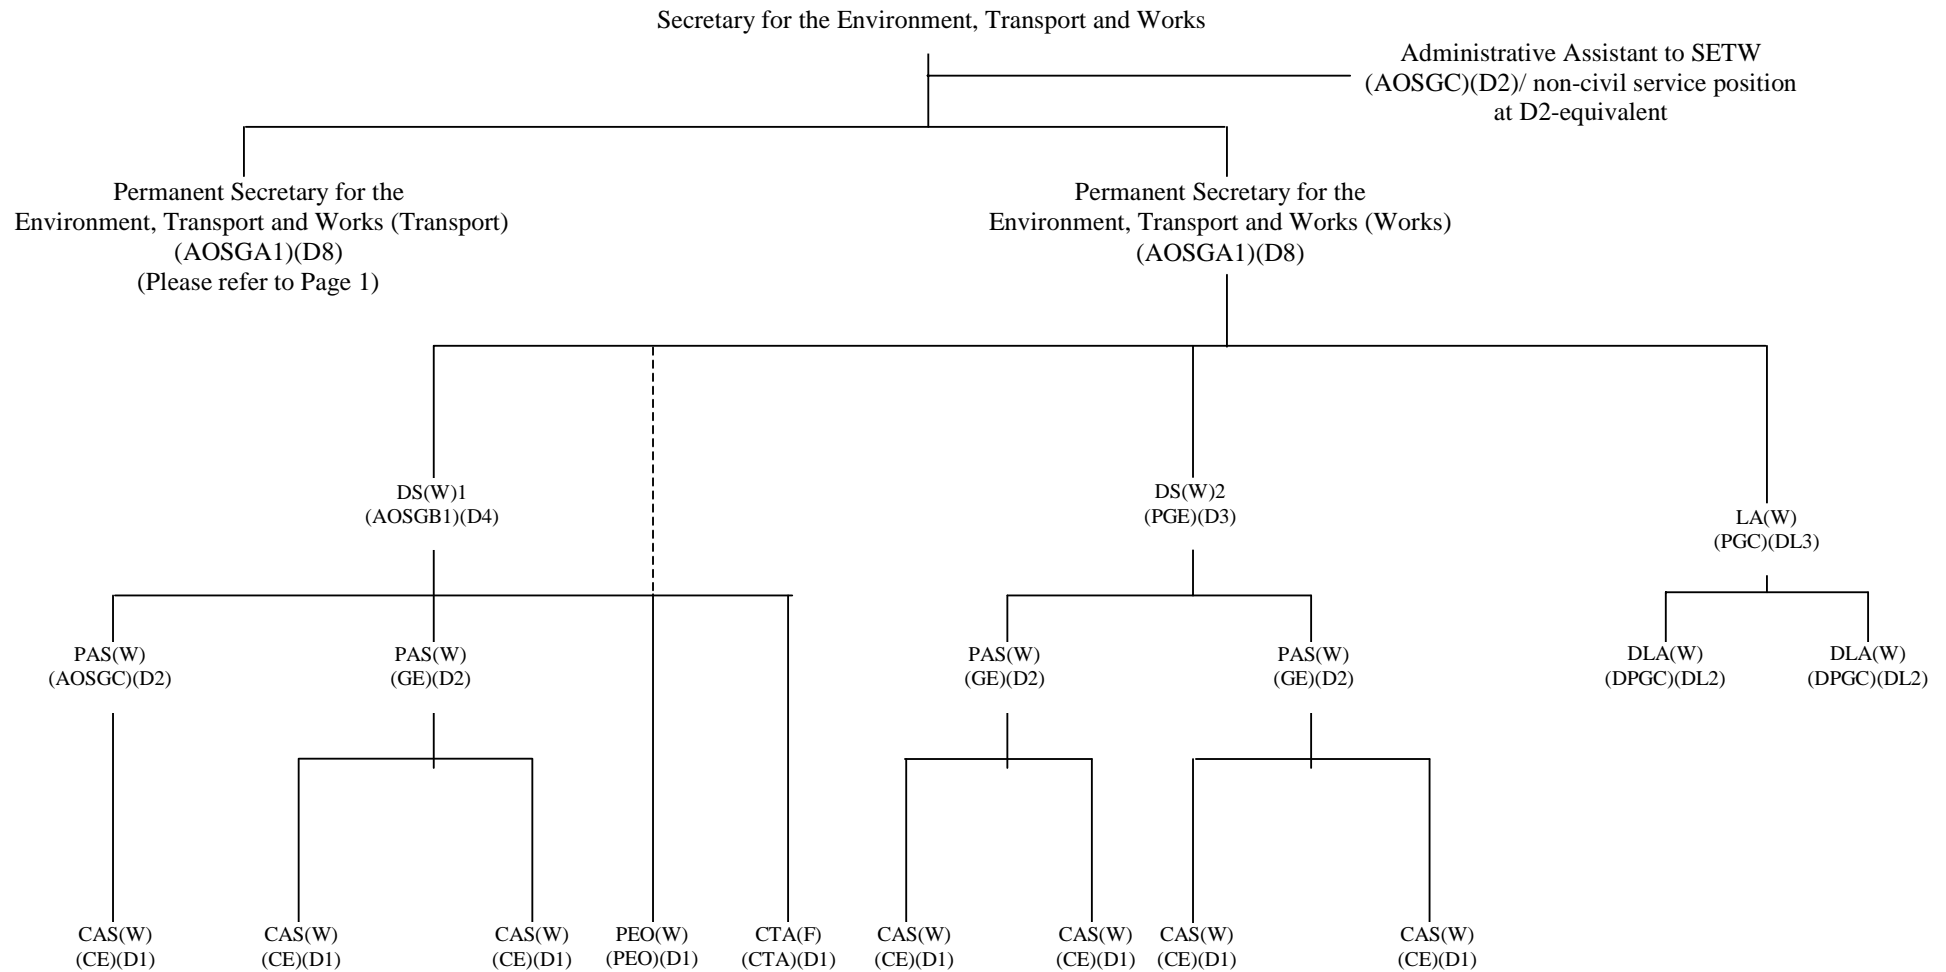 Secretary for the Environment, Transport and Works
Administrative Assistant to SETW
(AOSGC)(D2)/ non-civil service position
at D2-equivalent
Permanent Secretary for the
Environment, Transport and Works (Transport)
(AOSGA1)(D8)
(Please refer to Page 1)
Permanent Secretary for the
Environment, Transport and Works (Works)
(AOSGA1)(D8)
DS(W)1
(AOSGB1)(D4)
DS(W)2
(PGE)(D3)
LA(W)
(PGC)(DL3)
PAS(W)
(AOSGC)(D2)
PAS(W)
(GE)(D2)
PAS(W)
(GE)(D2)
PAS(W)
(GE)(D2)
DLA(W)
(DPGC)(DL2)
DLA(W)
(DPGC)(DL2)
CAS(W)
(CE)(D1)
CAS(W)
(CE)(D1)
CAS(W)
(CE)(D1)
PEO(W)
(PEO)(D1)
CTA(F)
(CTA)(D1)
CAS(W)
(CE)(D1)
CAS(W)
(CE)(D1)
CAS(W)
(CE)(D1)
CAS(W)
(CE)(D1)